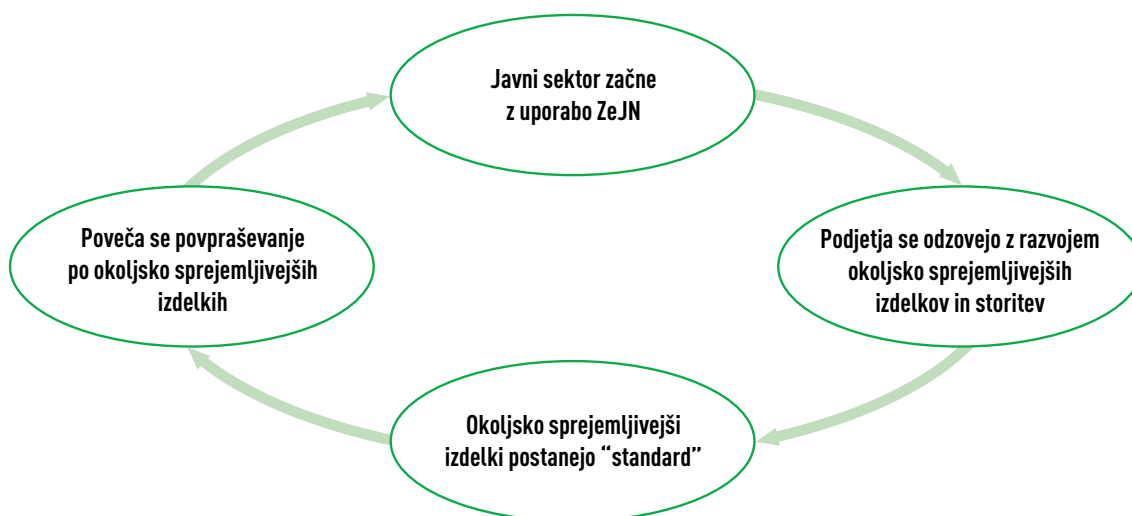 Javni sektor začne
z uporabo ZeJN
Podjetja se odzovejo z razvojem
okoljsko sprejemljivejših
izdelkov in storitev
Okoljsko sprejemljivejši
izdelki postanejo “standard”
Poveča se povpraševanje
po okoljsko sprejemljivejših
izdelkih